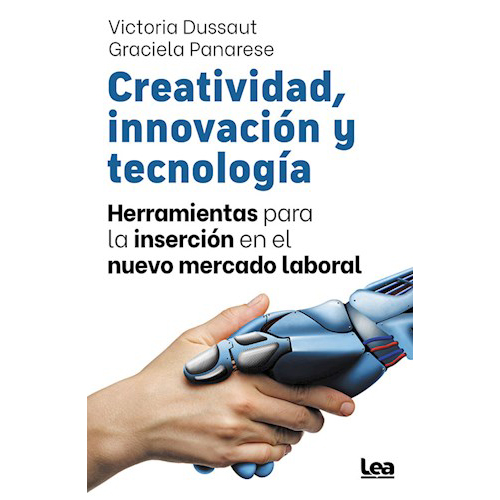 Victoria Dussaut
Graciela Panarese
Creatividad,
innovación y
tecnología
Herramientas para
la inserción en el
nuevo mercado laboral
Lea